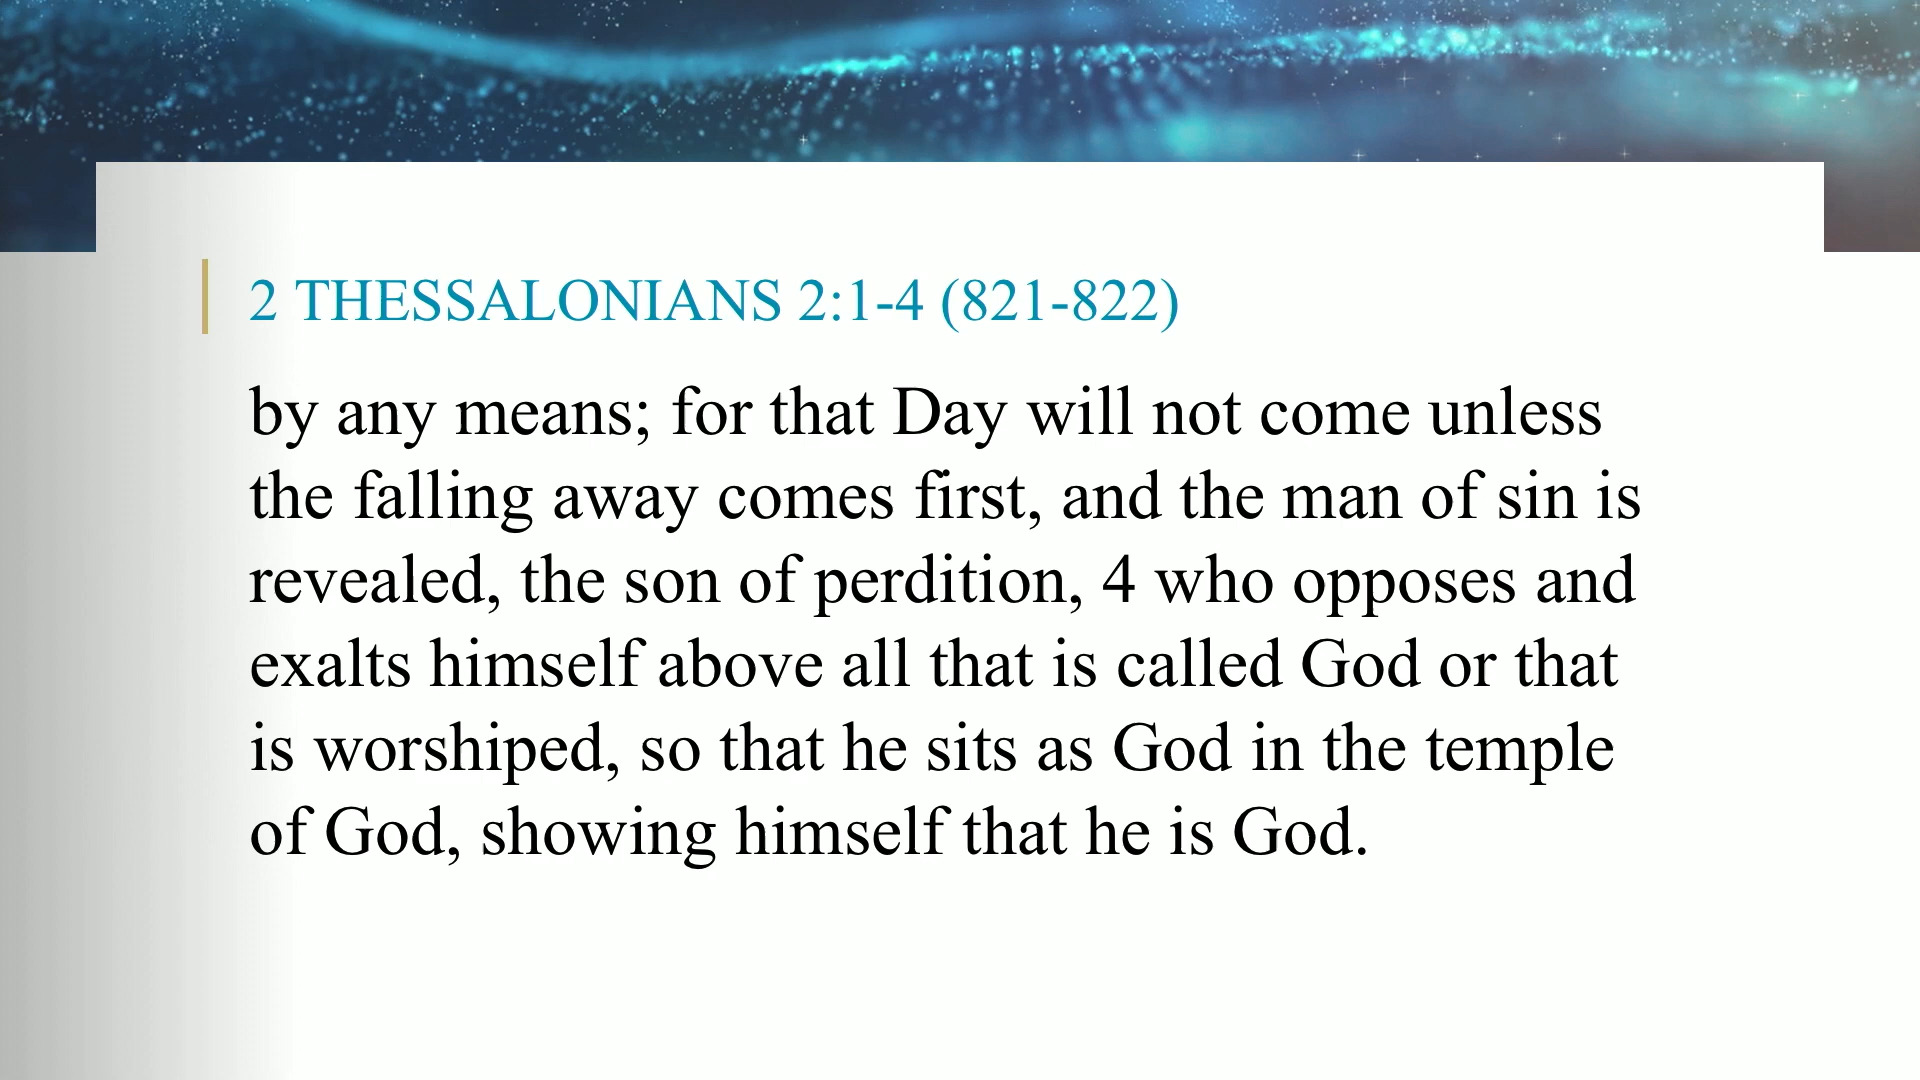 2 THESSALONIANS 2:1-4 (821-822)
by any means; for that Day will not come unless
the falling away comes first, and the man of sin is
revealed, the son of perdition, 4 who opposes and
exalts himself above all that is called God or that
is worshiped, so that he sits as God in the temple
of God, showing himself that he is God.